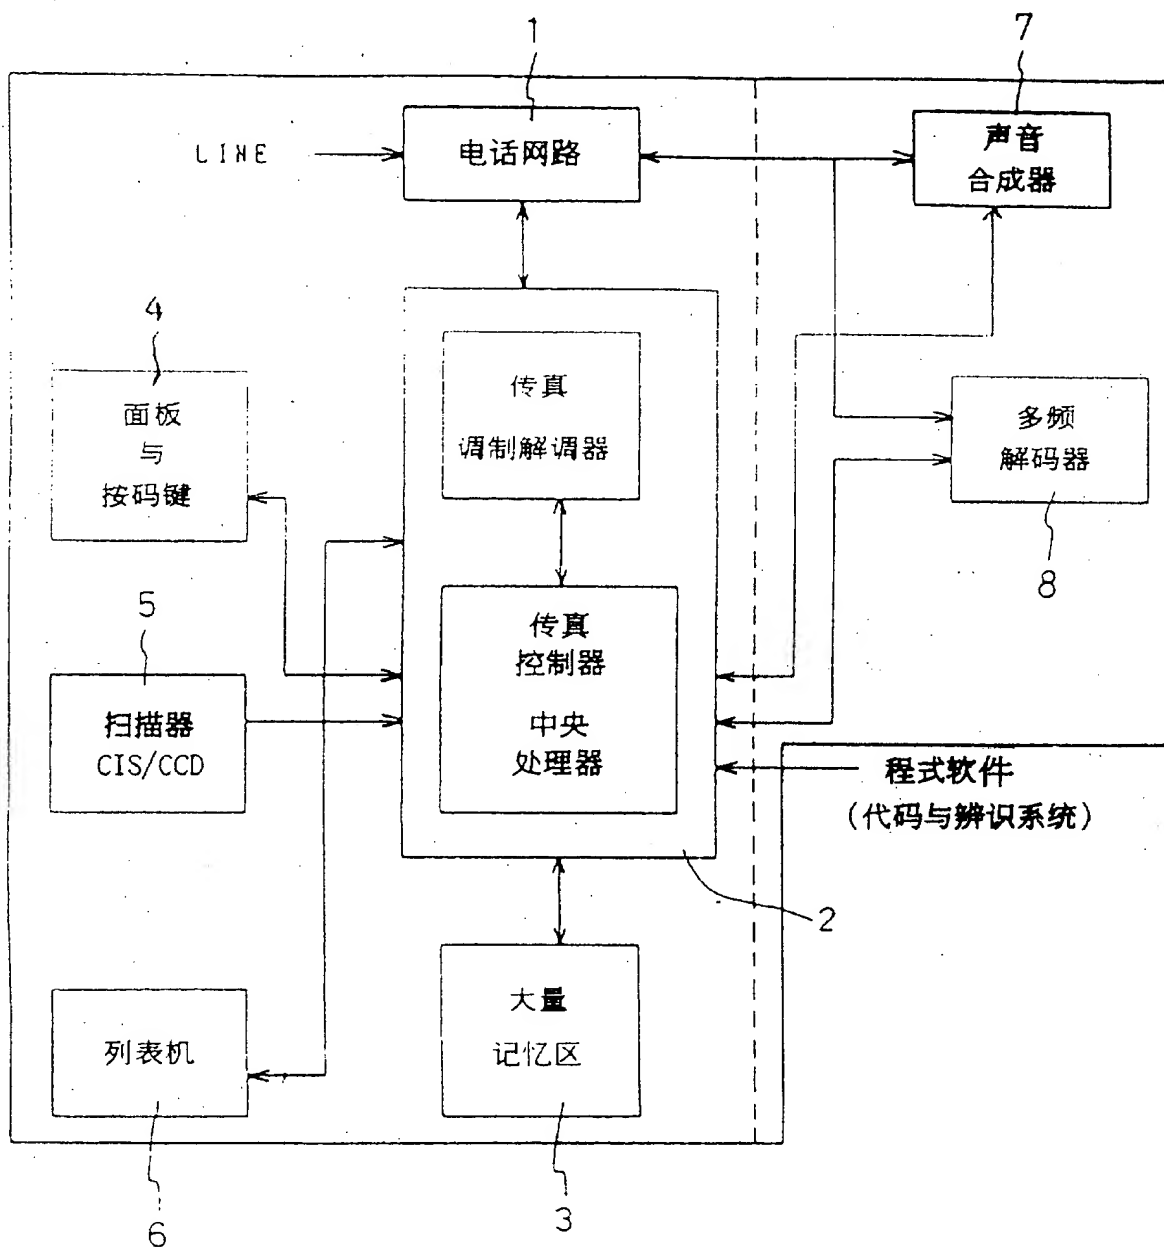 1
7
LINE
电话网路
声音
合成器
4
面板
与
按码键
传真
调制解调器
多频
解码器
8
5
扫描器
CIS/CCD
传真
控制器
中央
处理器
程式软件
(代码与辨识系统)
2
列表机
大量
记忆区
6
3